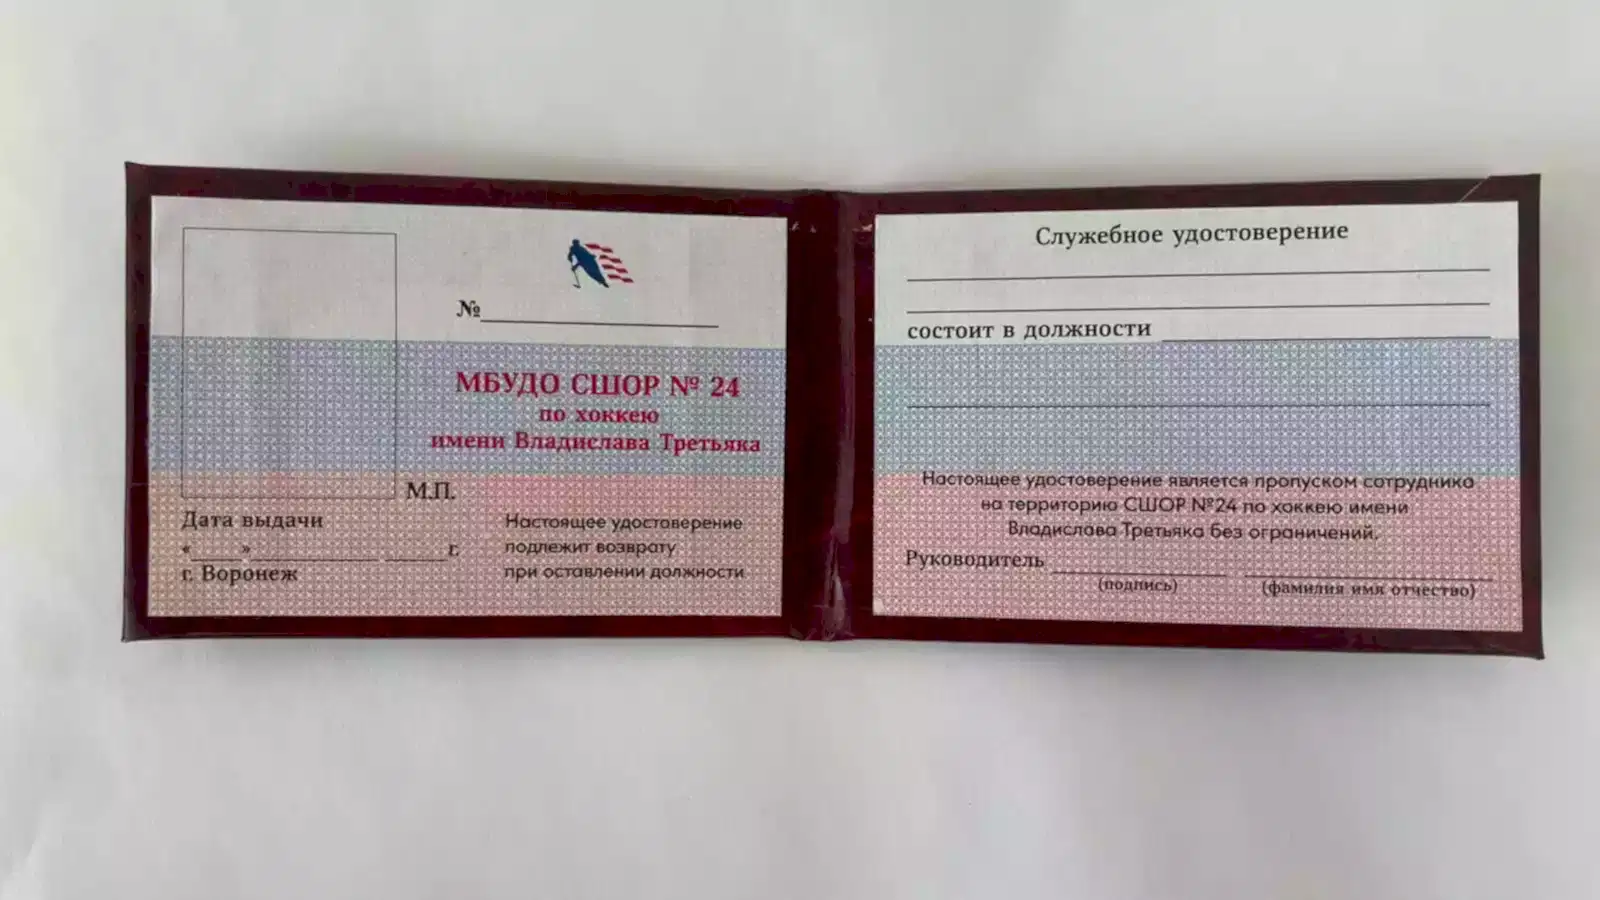 №
МБУДО СШОР № 24
по хоккею
имени Владислава Третьяка
М.П.
Дата выдачи
« » г.
г. Воронеж
Настоящее удостоверение
подлежит возврату
при оставлении должности
Служебное удостоверение
состоит в должности
Настоящее удостоверение является пропуском сотрудника
на территорию СШОР №24 по хоккею имени
Владислава Третьяка без ограничений.
Руководитель
(подпись) (фамилия имя отчество)